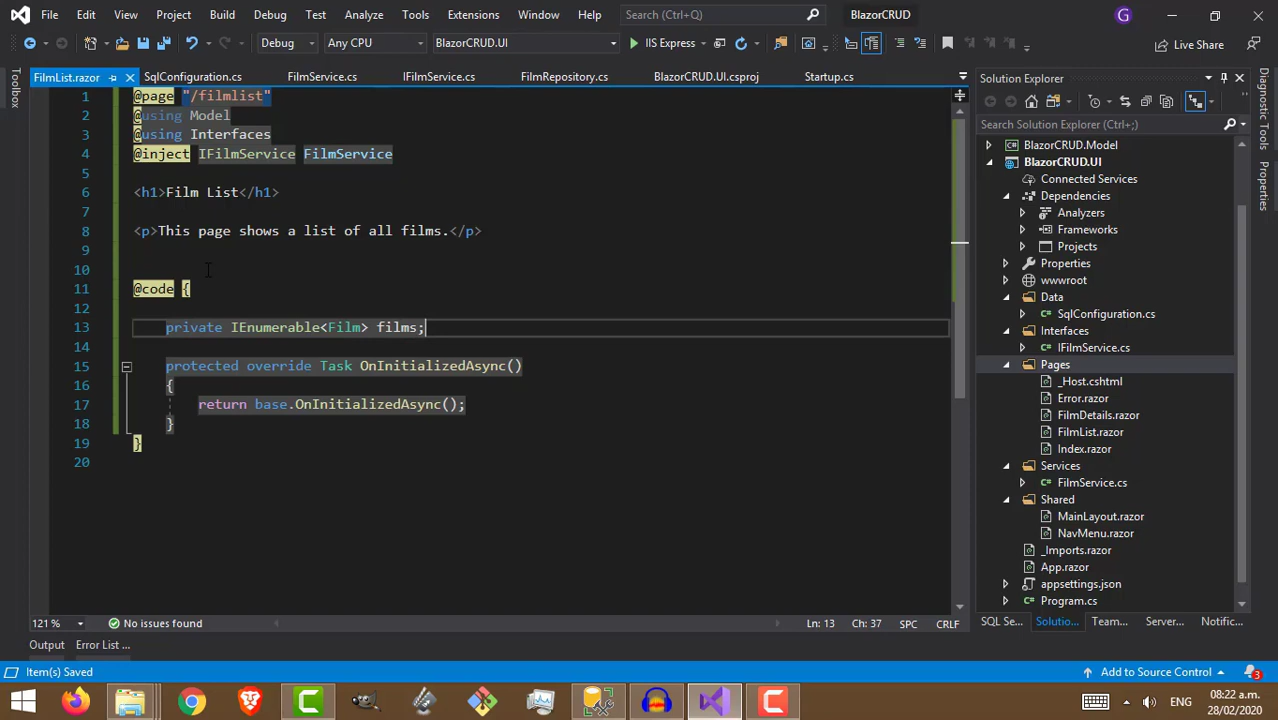 File Edit View Project Build Debug Test Analyze Tools Extensions Window Help Search (Ctrl+Q) BlazorCRUD G
Debug Any CPU BlazorCRUD.UI IIS Express Live Share
Toolbox
FilmList.razor SqlConfiguration.cs FilmService.cs IFilmService.cs FilmRepository.cs BlazorCRUD.UI.csproj Startup.cs
1 @page "/filmlist"
2 @using Model
3 @using Interfaces
4 @inject IFilmService FilmService
5
6 <h1>Film List</h1>
7
8 <p>This page shows a list of all films.</p>
9
10
11 @code {
12
13 private IEnumerable<Film> films;
14
15 protected override Task OnInitializedAsync()
16 {
17 return base.OnInitializedAsync();
18 }
19 }
20
121 % No issues found Ln: 13 Ch: 37 SPC CRLF
Output Error List ...
Solution Explorer
Search Solution Explorer (Ctrl+;)
BlazorCRUD.Model
BlazorCRUD.UI
Connected Services
Dependencies
Analyzers
Frameworks
Projects
Properties
wwwroot
Data
C# SqlConfiguration.cs
Interfaces
C# IFilmService.cs
Pages
_Host.cshtml
Error.razor
FilmDetails.razor
FilmList.razor
Index.razor
Services
C# FilmService.cs
Shared
MainLayout.razor
NavMenu.razor
_Imports.razor
App.razor
appsettings.json
C# Program.cs
SQL Se... Solutio... Team... Server... Notific...
Diagnostic Tools
Properties
Item(s) Saved Add to Source Control 3
ENG 08:22 a.m.
28/02/2020